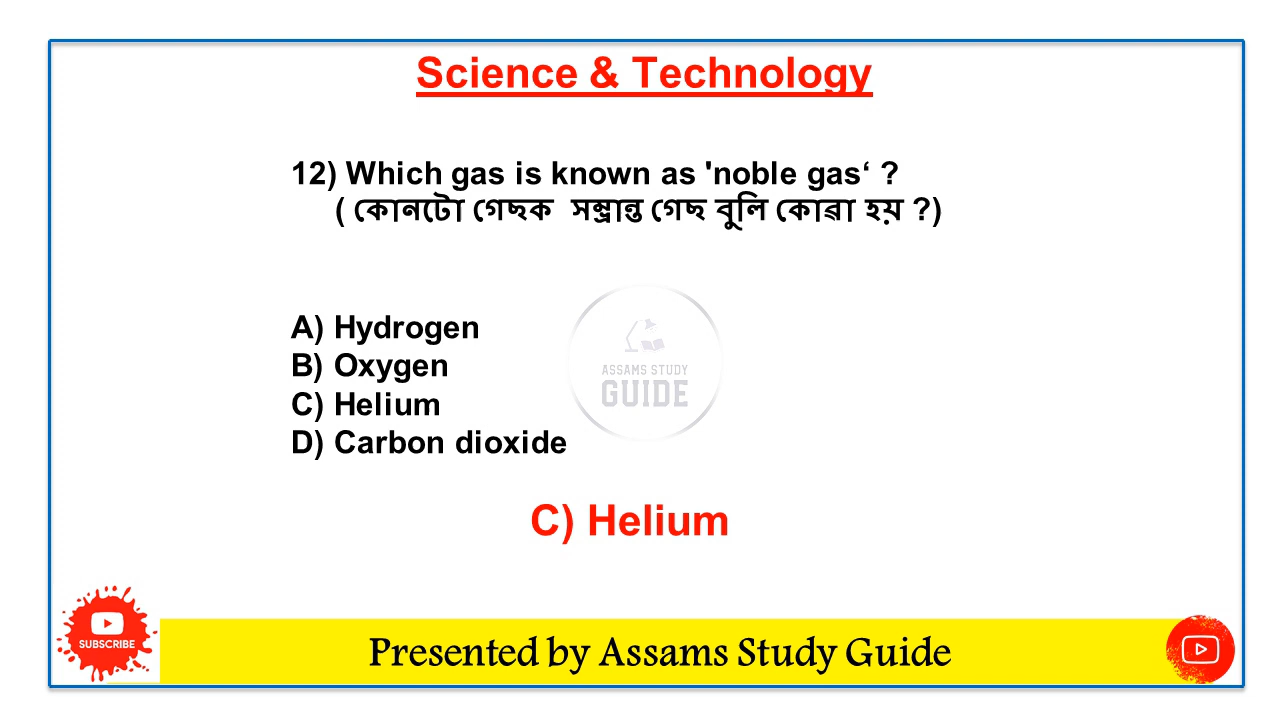 Science & Technology
12) Which gas is known as 'noble gas‘ ?
( কোনটো গেছক সম্ভ্ৰান্ত গেছ বুলি কোৱা হয় ?)
A) Hydrogen
B) Oxygen
C) Helium
D) Carbon dioxide
ASSAMS STUDY
GUIDE
C) Helium
SUBSCRIBE
Presented by Assams Study Guide